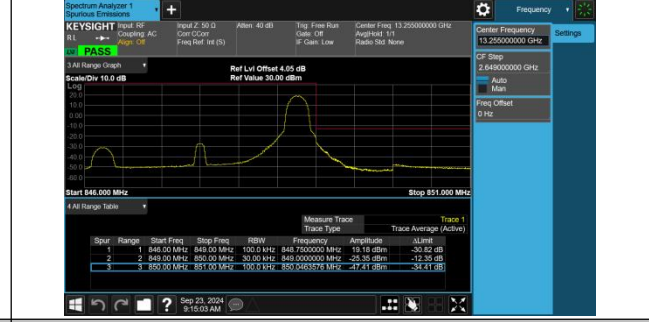 Spectrum Analyzer 1
Spurious Emissions
+
Frequency
KEYSIGHT Input: RF Input Z: 50 Ω Atten: 40 dB Trig: Free Run Center Freq: 13.255000000 GHz
RL Coupling: AC Corr CCorr Gate: Off Avg|Hold: 1/1
Align: Off Freq Ref: Int (S) IF Gain: Low Radio Std: None
PASS
Center Frequency
13.255000000 GHz
Settings
CF Step
2.649000000 GHz
Auto
Man
Freq Offset
0 Hz
3 All Range Graph
Ref Lvl Offset 4.05 dB
Scale/Div 10.0 dB Ref Value 30.00 dBm
Log
20.0
10.0
0.00
-10.0
-20.0
-30.0
-40.0
-50.0
-60.0
Start 846.000 MHz Stop 851.000 MHz
4 All Range Table
Measure Trace Trace 1
Trace Type Trace Average (Active)
Spur Range Start Freq Stop Freq RBW Frequency Amplitude ΔLimit
1 1 846.00 MHz 849.00 MHz 100.0 kHz 848.7500000 MHz 19.18 dBm -30.82 dB
2 2 849.00 MHz 850.00 MHz 30.00 kHz 849.0000000 MHz -25.35 dBm -12.35 dB
3 3 850.00 MHz 851.00 MHz 100.0 kHz 850.0463576 MHz -47.41 dBm -34.41 dB
?
Sep 23, 2024
9:15:03 AM